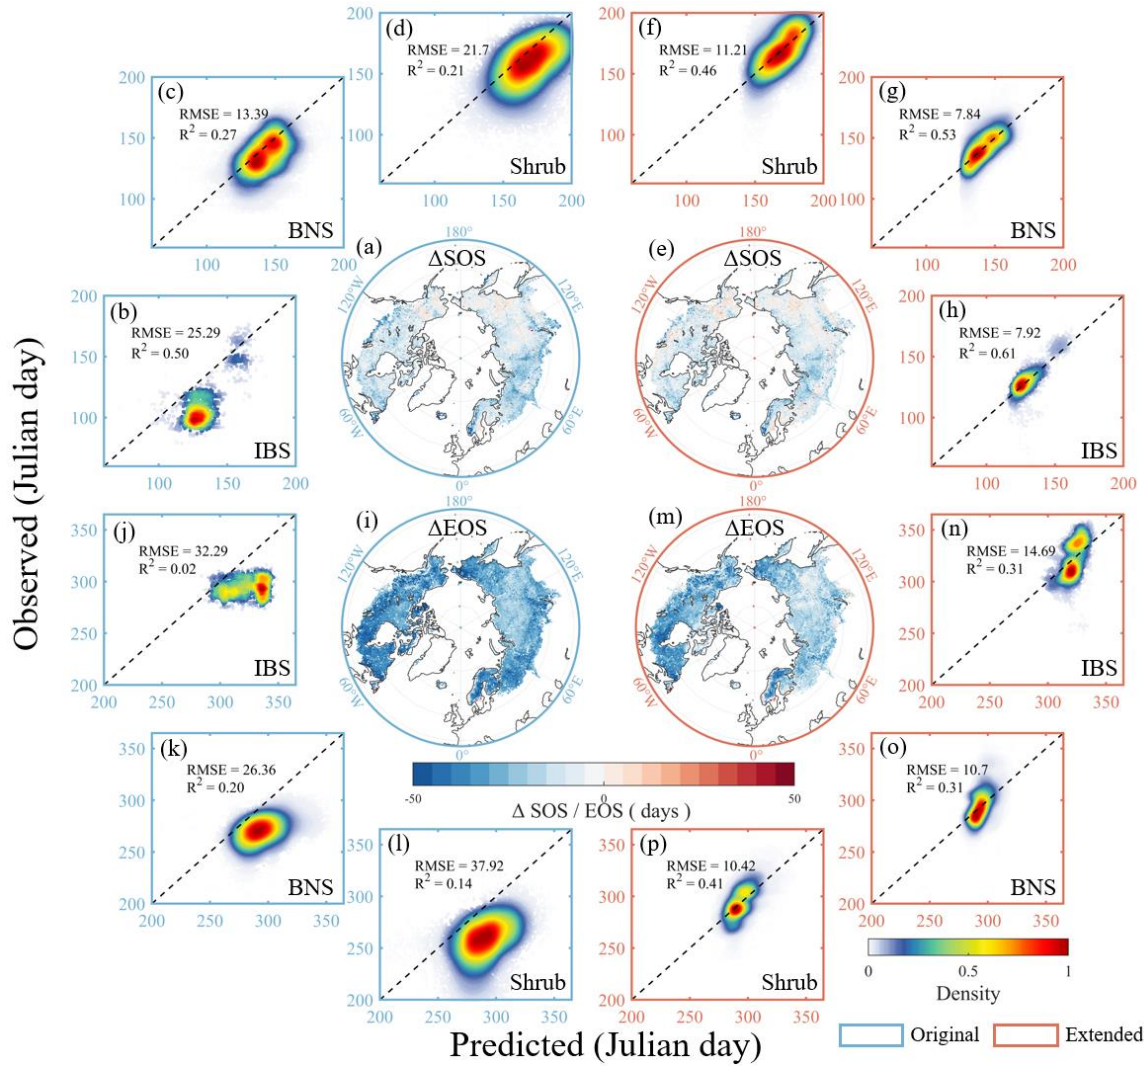 (d)
RMSE = 21.7
R² = 0.21
Shrub
200
150
100
100
150
200
(f)
RMSE = 11.21
R² = 0.46
Shrub
200
150
100
100
150
200
(c)
RMSE = 13.39
R² = 0.27
BNS
200
150
100
100
150
200
(g)
RMSE = 7.84
R² = 0.53
BNS
200
150
100
100
150
200
(a)
ΔSOS
180°
120°W
120°E
60°W
60°E
0°
(e)
ΔSOS
180°
120°W
120°E
60°W
60°E
0°
(b)
RMSE = 25.29
R² = 0.50
IBS
200
150
100
100
150
200
(h)
RMSE = 7.92
R² = 0.61
IBS
200
150
100
100
150
200
Observed (Julian day)
(j)
RMSE = 32.29
R² = 0.02
IBS
350
300
250
200
200
250
300
350
(i)
ΔEOS
180°
120°W
120°E
60°W
60°E
0°
(m)
ΔEOS
180°
120°W
120°E
60°W
60°E
0°
(n)
RMSE = 14.69
R² = 0.31
IBS
350
300
250
200
200
250
300
350
(k)
RMSE = 26.36
R² = 0.20
BNS
350
300
250
200
200
250
300
350
-50
0
50
Δ SOS / EOS ( days )
(o)
RMSE = 10.7
R² = 0.31
BNS
350
300
250
200
200
250
300
350
(l)
RMSE = 37.92
R² = 0.14
Shrub
350
300
250
200
200
250
300
350
(p)
RMSE = 10.42
R² = 0.41
Shrub
350
300
250
200
200
250
300
350
0
0.5
1
Density
Original
Extended
Predicted (Julian day)